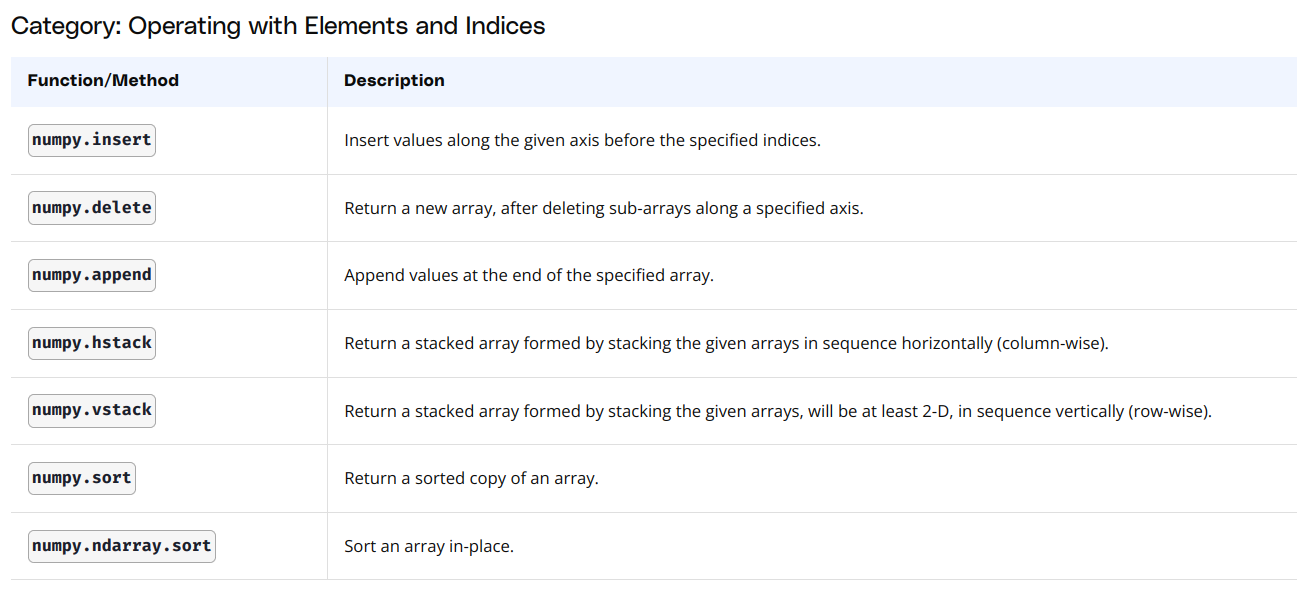 Category: Operating with Elements and Indices
Function/Method Description
numpy.insert Insert values along the given axis before the specified indices.
numpy.delete Return a new array, after deleting sub-arrays along a specified axis.
numpy.append Append values at the end of the specified array.
numpy.hstack Return a stacked array formed by stacking the given arrays in sequence horizontally (column-wise).
numpy.vstack Return a stacked array formed by stacking the given arrays, will be at least 2-D, in sequence vertically (row-wise).
numpy.sort Return a sorted copy of an array.
numpy.ndarray.sort Sort an array in-place.